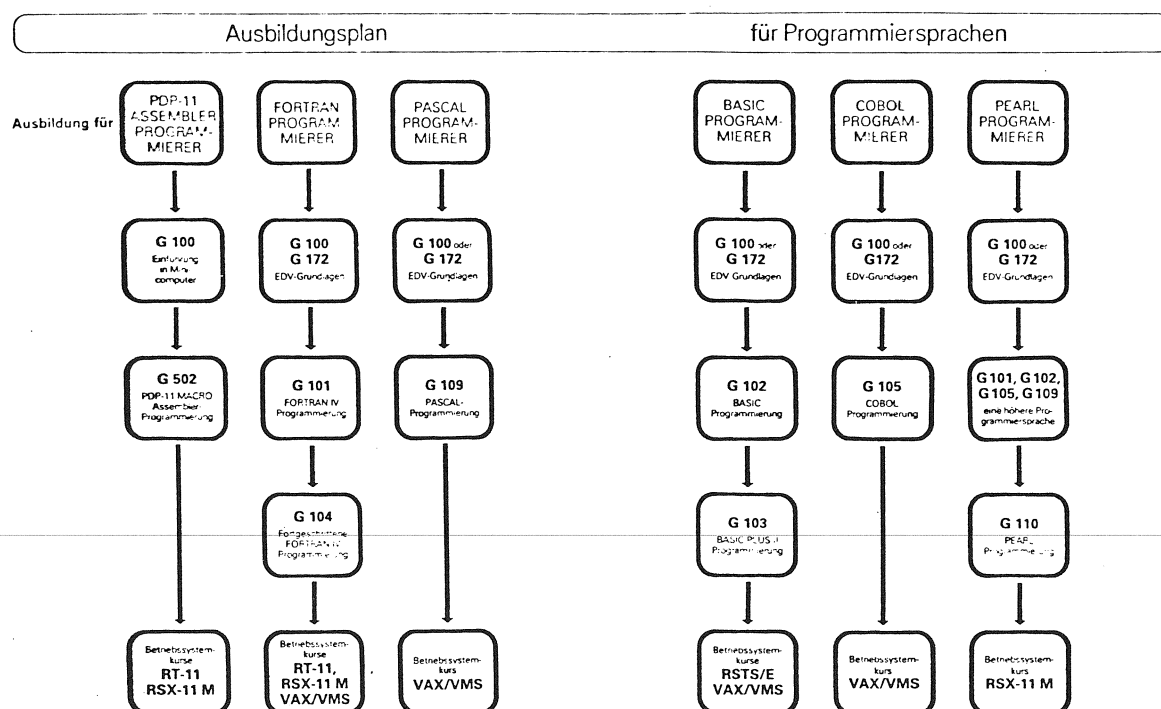 Ausbildungsplan für Programmiersprachen
Ausbildung für
PDP-11
ASSEMBLER
PROGRAM-
MIERER
FORTRAN
PROGRAM
MIERER
PASCAL
PROGRAM-
MIERER
BASIC
PROGRAM-
MIERER
COBOL
PROGRAM-
MIERER
PEARL
PROGRAM-
MIERER
G 100
Einführung
in Mini
computer
G 100
G 172
EDV-Grundlagen
G 100 oder
G 172
EDV-Grundlagen
G 100 oder
G 172
EDV Grundlagen
G 100 oder
G172
EDV-Grundlagen
G 100 oder
G 172
EDV-Grundlagen
G 502
PDP-11 MACRO
Assembler-
Programmierung
G 101
FORTRAN IV
Programmierung
G 109
PASCAL-
Programmierung
G 102
BASIC
Programmierung
G 105
COBOL
Programmierung
G 101, G 102,
G 105, G 109
eine höhere Pro-
grammiersprache
G 104
Fortgeschrittene
FORTRAN IV
Programmierung
G 103
BASIC PLUS II
Programmierung
G 110
PEARL
Programmierung
Betriebssystem-
kurse
RT-11
RSX-11 M
Betriebssystem-
kurse
RT-11,
RSX-11 M
VAX/VMS
Betriebssystem-
kurs
VAX/VMS
Betriebssystem-
kurse
RSTS/E
VAX/VMS
Betriebssystem-
kurs
VAX/VMS
Betriebssystem-
kurs
RSX-11 M